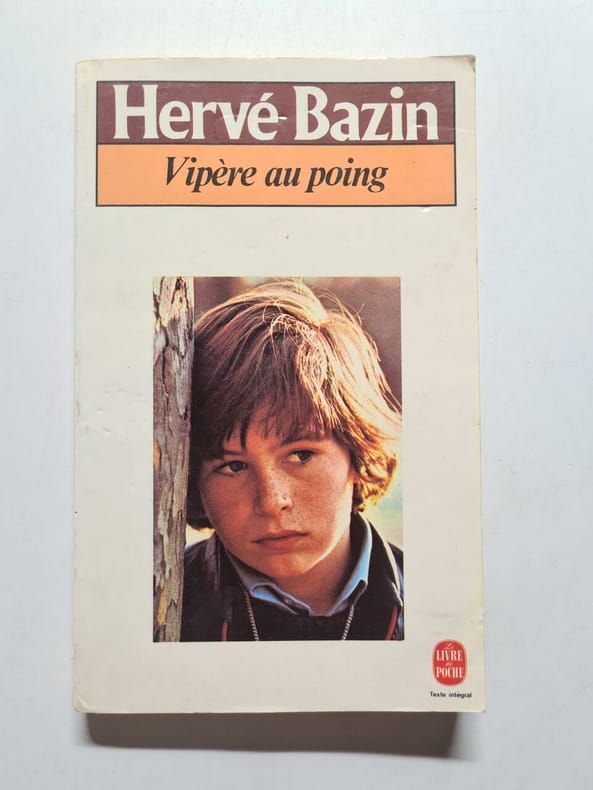 Hervé Bazin
Vipère au poing
Le
LIVRE
de
POCHE
Texte intégral